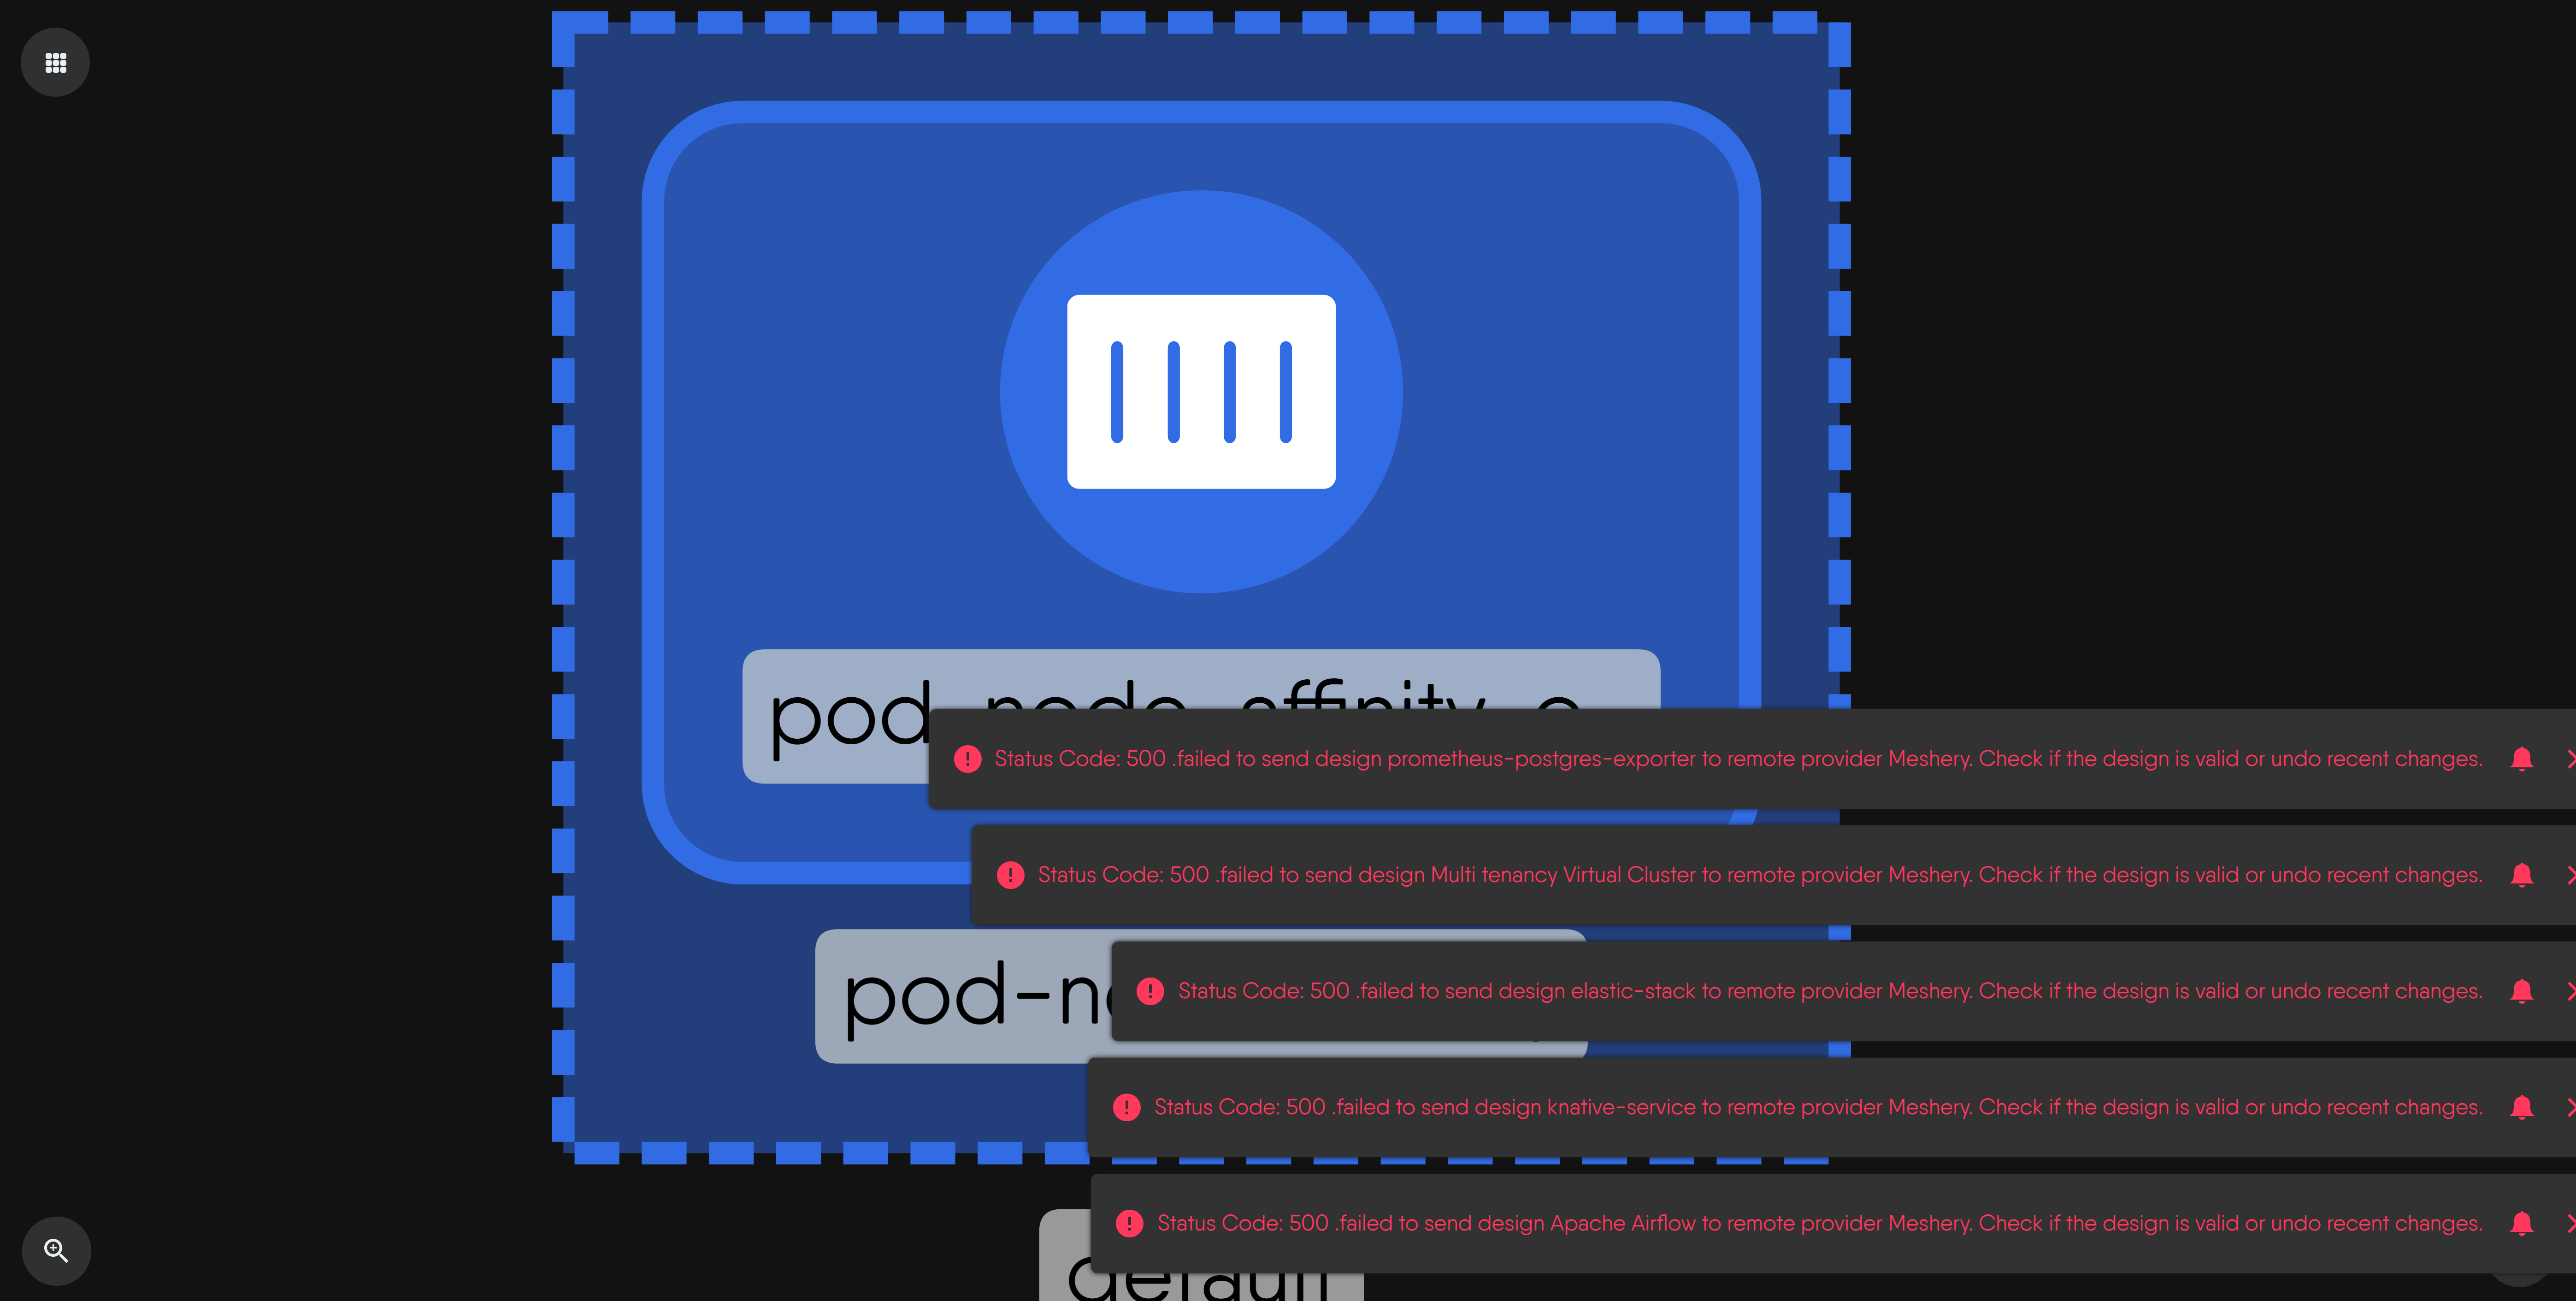 pod-node-affinity-o
Status Code: 500 .failed to send design prometheus-postgres-exporter to remote provider Meshery. Check if the design is valid or undo recent changes.
Status Code: 500 .failed to send design Multi tenancy Virtual Cluster to remote provider Meshery. Check if the design is valid or undo recent changes.
pod-n
Status Code: 500 .failed to send design elastic-stack to remote provider Meshery. Check if the design is valid or undo recent changes.
Status Code: 500 .failed to send design knative-service to remote provider Meshery. Check if the design is valid or undo recent changes.
Status Code: 500 .failed to send design Apache Airflow to remote provider Meshery. Check if the design is valid or undo recent changes.
default